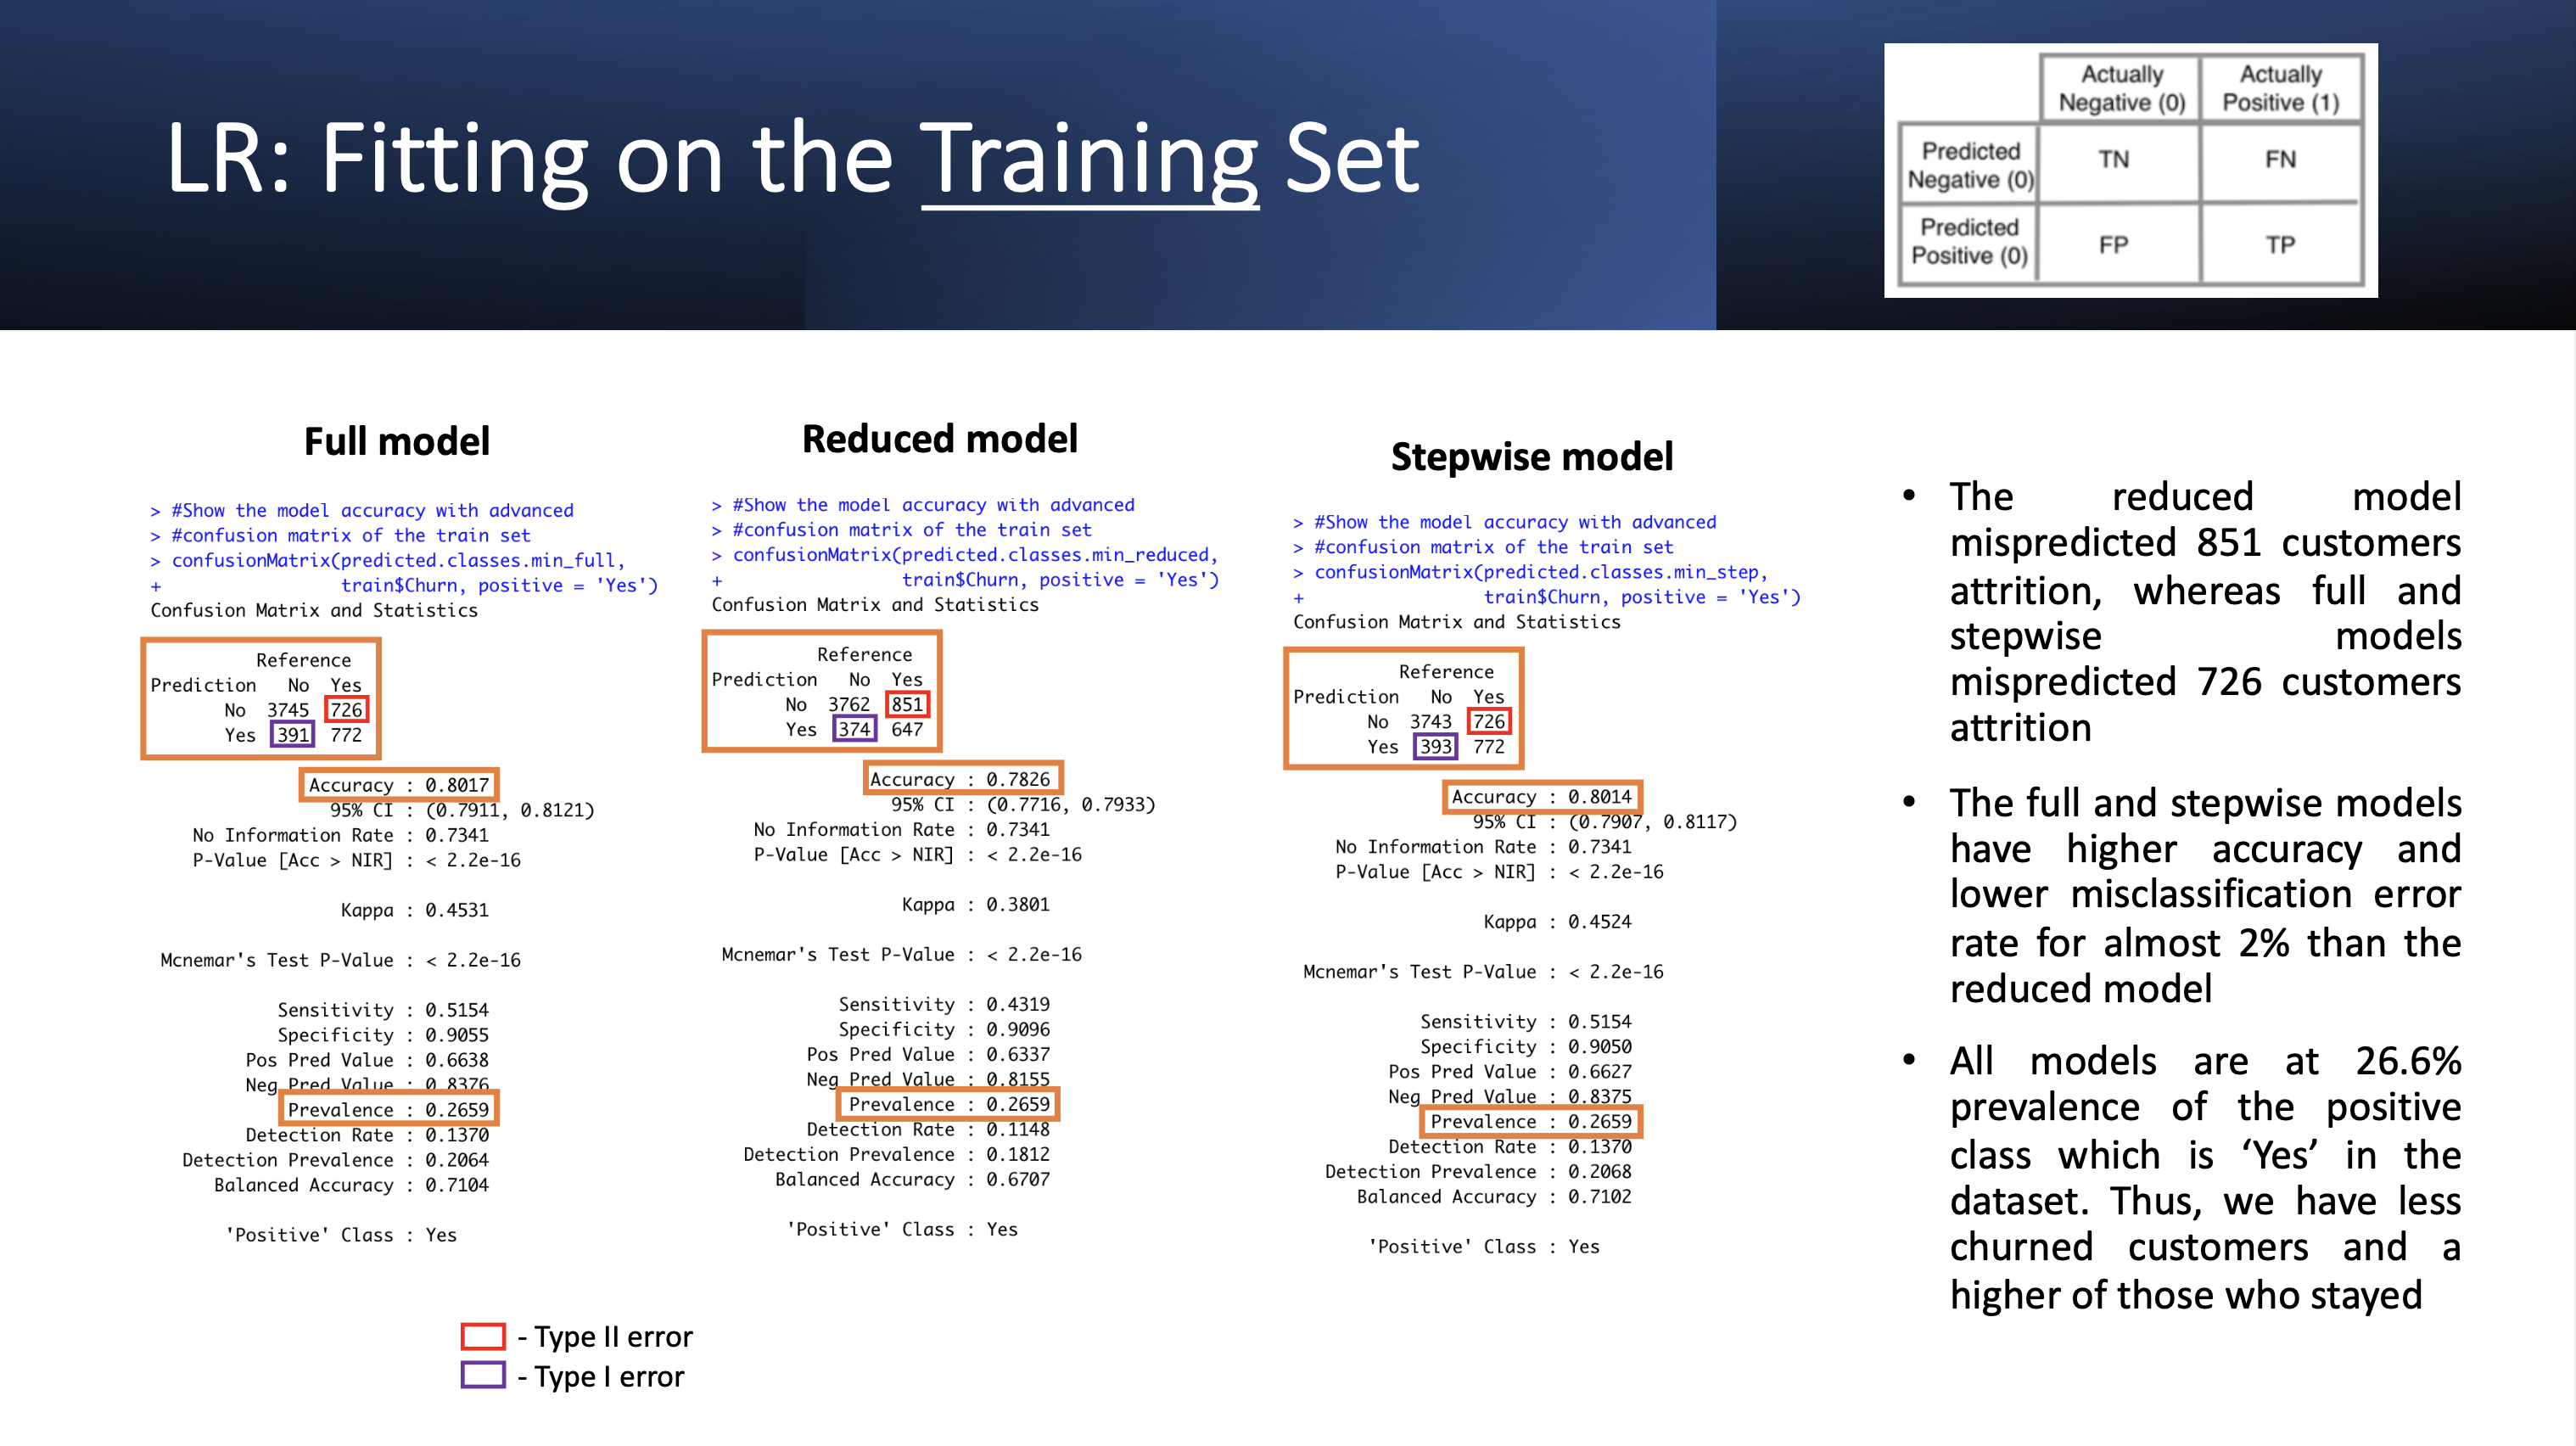 LR: Fitting on the Training Set
Actually Actually
Negative (0) Positive (1)
Predicted
Negative (0) TN FN
Predicted
Positive (0) FP TP
Full model
> #Show the model accuracy with advanced
> #confusion matrix of the train set
> confusionMatrix(predicted.classes.min_full,
+ train$Churn, positive = 'Yes')
Confusion Matrix and Statistics
Reference
Prediction No Yes
No 3745 726
Yes 391 772
Accuracy : 0.8017
95% CI : (0.7911, 0.8121)
No Information Rate : 0.7341
P-Value [Acc > NIR] : < 2.2e-16
Kappa : 0.4531
Mcnemar's Test P-Value : < 2.2e-16
Sensitivity : 0.5154
Specificity : 0.9055
Pos Pred Value : 0.6638
Neg Pred Value : 0.8376
Prevalence : 0.2659
Detection Rate : 0.1370
Detection Prevalence : 0.2064
Balanced Accuracy : 0.7104
'Positive' Class : Yes
Reduced model
> #Show the model accuracy with advanced
> #confusion matrix of the train set
> confusionMatrix(predicted.classes.min_reduced,
+ train$Churn, positive = 'Yes')
Confusion Matrix and Statistics
Reference
Prediction No Yes
No 3762 851
Yes 374 647
Accuracy : 0.7826
95% CI : (0.7716, 0.7933)
No Information Rate : 0.7341
P-Value [Acc > NIR] : < 2.2e-16
Kappa : 0.3801
Mcnemar's Test P-Value : < 2.2e-16
Sensitivity : 0.4319
Specificity : 0.9096
Pos Pred Value : 0.6337
Neg Pred Value : 0.8155
Prevalence : 0.2659
Detection Rate : 0.1148
Detection Prevalence : 0.1812
Balanced Accuracy : 0.6707
'Positive' Class : Yes
Stepwise model
> #Show the model accuracy with advanced
> #confusion matrix of the train set
> confusionMatrix(predicted.classes.min_step,
+ train$Churn, positive = 'Yes')
Confusion Matrix and Statistics
Reference
Prediction No Yes
No 3743 726
Yes 393 772
Accuracy : 0.8014
95% CI : (0.7907, 0.8117)
No Information Rate : 0.7341
P-Value [Acc > NIR] : < 2.2e-16
Kappa : 0.4524
Mcnemar's Test P-Value : < 2.2e-16
Sensitivity : 0.5154
Specificity : 0.9050
Pos Pred Value : 0.6627
Neg Pred Value : 0.8375
Prevalence : 0.2659
Detection Rate : 0.1370
Detection Prevalence : 0.2068
Balanced Accuracy : 0.7102
'Positive' Class : Yes
• The reduced model
mispredicted 851 customers
attrition, whereas full and
stepwise models
mispredicted 726 customers
attrition
• The full and stepwise models
have higher accuracy and
lower misclassification error
rate for almost 2% than the
reduced model
• All models are at 26.6%
prevalence of the positive
class which is ‘Yes’ in the
dataset. Thus, we have less
churned customers and a
higher of those who stayed
- Type II error
- Type I error